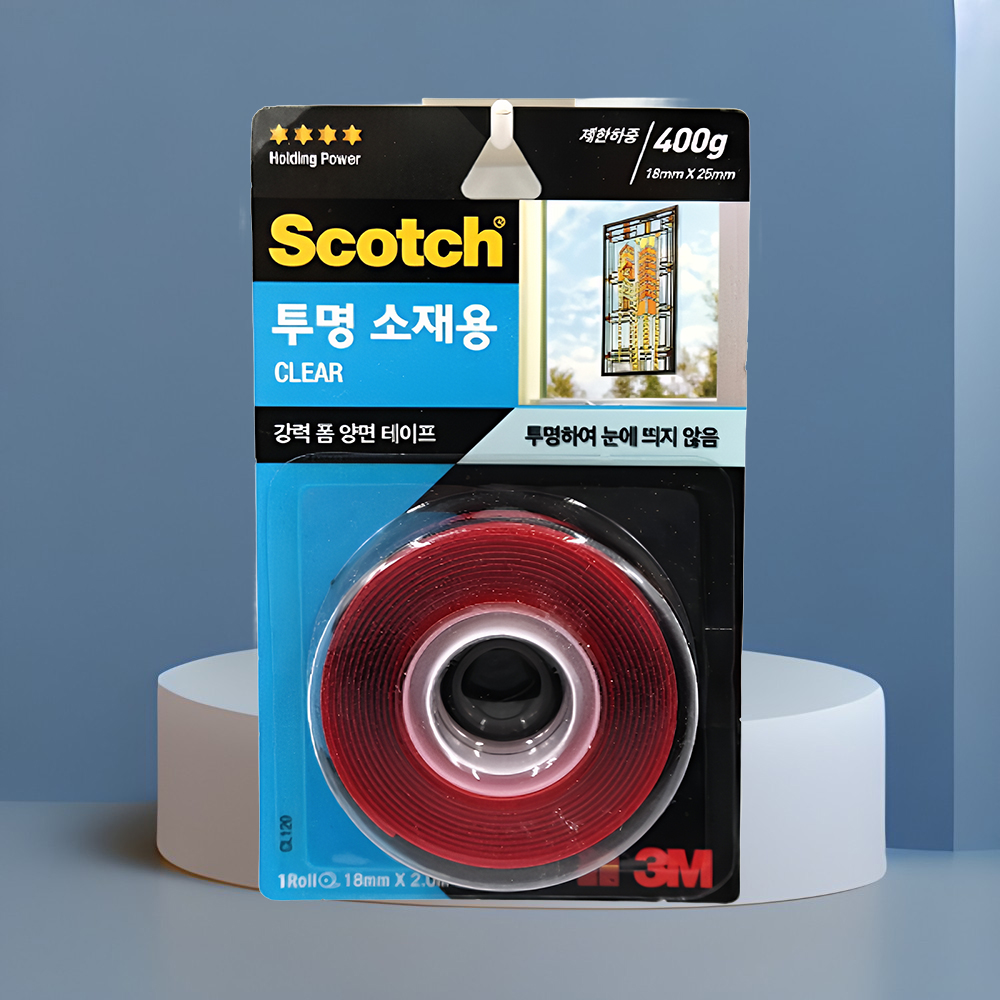 Holding Power
제한하중 400g
18mm X 25mm
Scotch®
투명 소재용
CLEAR
강력 폼 양면 테이프
투명하여 눈에 띄지 않음
CL120
1Roll 18mm X
3M